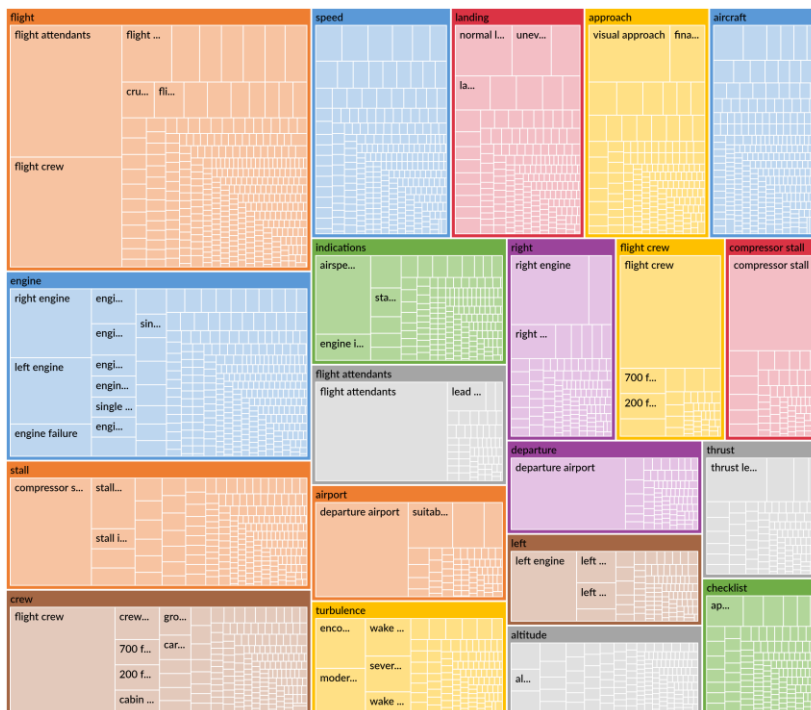 flight
flight attendants
flight ...
cru...
fli...
flight crew
speed
landing
normal l...
unev...
la...
approach
visual approach
fina...
aircraft
engine
right engine
engi...
sin...
engi...
left engine
engi...
engin...
single ...
engine failure
engi...
indications
airspe...
sta...
engine i...
right
right engine
right ...
flight crew
flight crew
700 f...
200 f...
compressor stall
compressor stall
flight attendants
flight attendants
lead ...
stall
compressor s...
stall...
stall i...
airport
departure airport
suitab...
departure
departure airport
thrust
thrust le...
left
left engine
left ...
left ...
crew
flight crew
crew...
gro...
700 f...
car...
200 f...
cabin ...
turbulence
enco...
wake ...
moder...
sever...
wake ...
altitude
al...
checklist
ap...